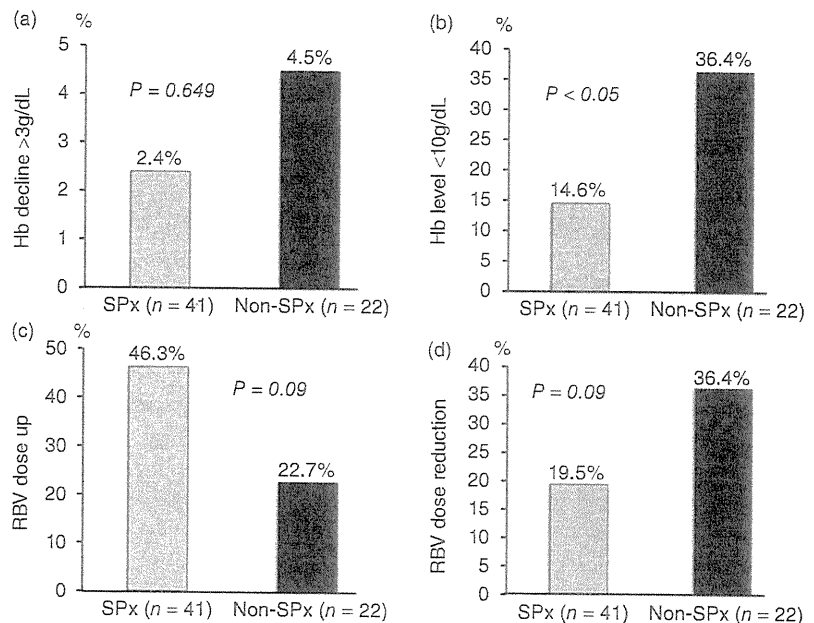 (a)
%
Hb decline >3g/dL
5
4
3
2
1
0
P = 0.649
2.4%
4.5%
SPx (n = 41) Non-SPx (n = 22)
(b)
%
Hb level <10g/dL
40
35
30
25
20
15
10
5
0
P < 0.05
14.6%
36.4%
SPx (n = 41) Non-SPx (n = 22)
(c)
%
RBV dose up
50
40
30
20
10
0
46.3%
P = 0.09
22.7%
SPx (n = 41) Non-SPx (n = 22)
(d)
%
RBV dose reduction
40
35
30
25
20
15
10
5
0
P = 0.09
19.5%
36.4%
SPx (n = 41) Non-SPx (n = 22)